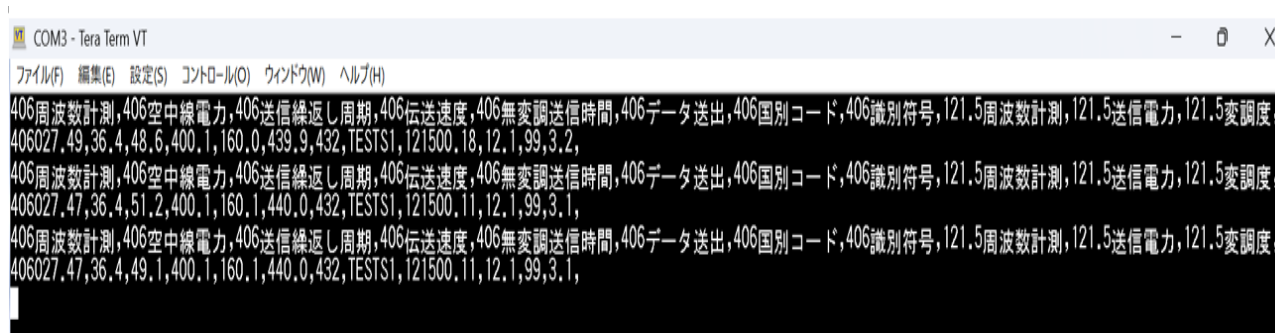 COM3 - Tera Term VT
ファイル(F) 編集(E) 設定(S) コントロール(O) ウィンドウ(W) ヘルプ(H)
406周波数計測,406空中線電力,406送信繰返し周期,406伝送速度,406無変調送信時間,406データ送出,406国別コード,406識別符号,121.5周波数計測,121.5送信電力,121.5変調度
406027.49,36.4,48.6,400.1,160.0,439.9,432,TESTS1,121500.18,12.1,99,3.2,
406周波数計測,406空中線電力,406送信繰返し周期,406伝送速度,406無変調送信時間,406データ送出,406国別コード,406識別符号,121.5周波数計測,121.5送信電力,121.5変調度
406027.47,36.4,51.2,400.1,160.1,440.0,432,TESTS1,121500.11,12.1,99,3.1,
406周波数計測,406空中線電力,406送信繰返し周期,406伝送速度,406無変調送信時間,406データ送出,406国別コード,406識別符号,121.5周波数計測,121.5送信電力,121.5変調度
406027.47,36.4,49.1,400.1,160.1,440.0,432,TESTS1,121500.11,12.1,99,3.1,